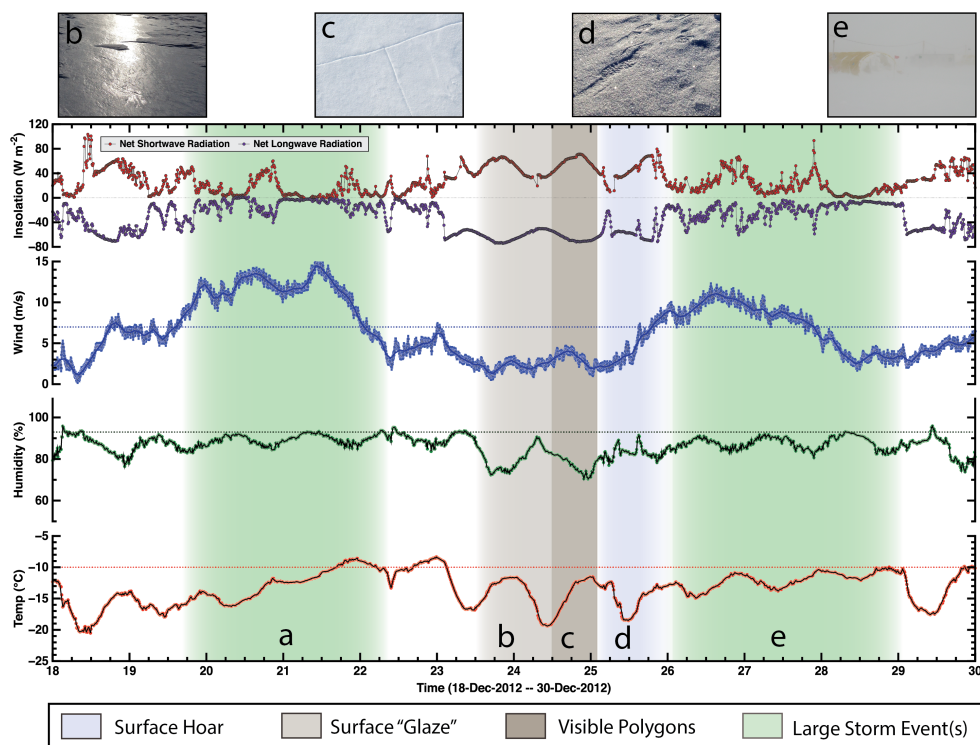 b
c
d
e
120
80
40
0
−40
−80
Insolation (W m-2)
Net Shortwave Radiation
Net Longwave Radiation
15
10
5
0
Wind (m/s)
100
90
80
70
60
50
Humidity (%)
−5
−10
−15
−20
−25
Temp (°C)
a
b
c
d
e
18 19 20 21 22 23 24 25 26 27 28 29 30
Time (18-Dec-2012 -- 30-Dec-2012)
Surface Hoar
Surface “Glaze”
Visible Polygons
Large Storm Event(s)